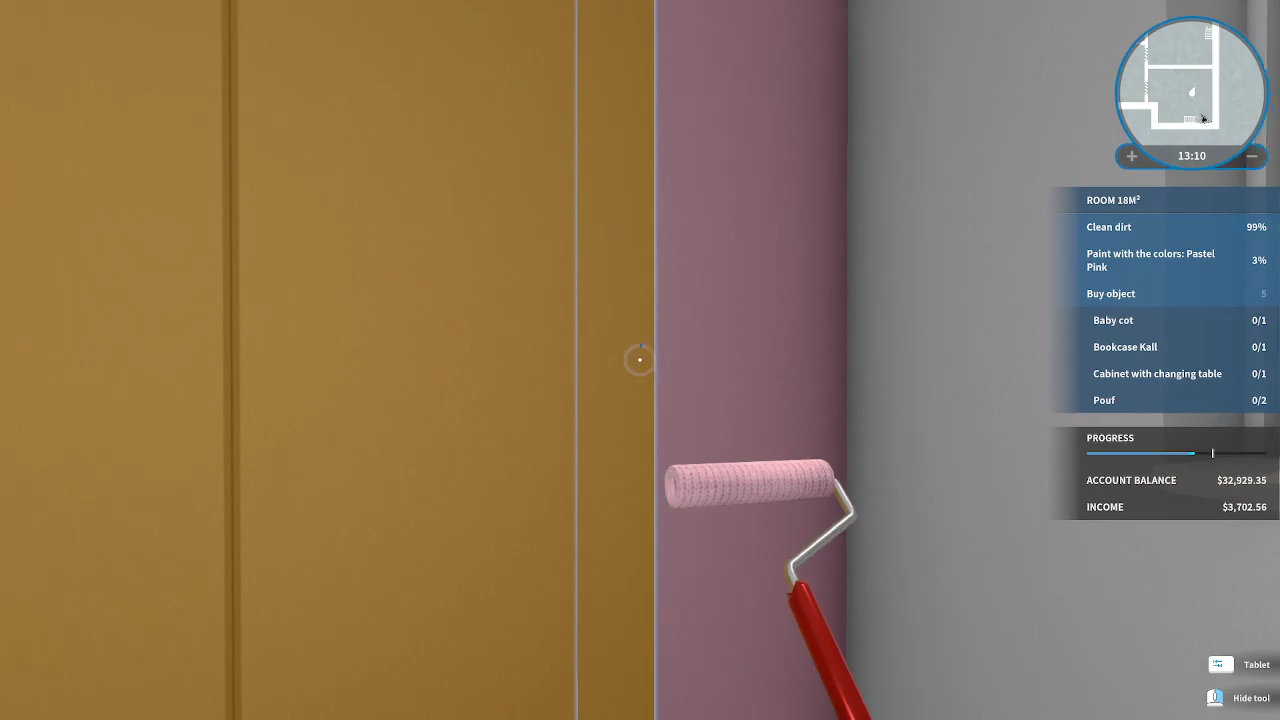 13:10
ROOM 18M²
Clean dirt 99%
Paint with the colors: Pastel
Pink 3%
Buy object 5
Baby cot 0/1
Bookcase Kall 0/1
Cabinet with changing table 0/1
Pouf 0/2
PROGRESS
ACCOUNT BALANCE $32,929.35
INCOME $3,702.56
Tablet
Hide tool